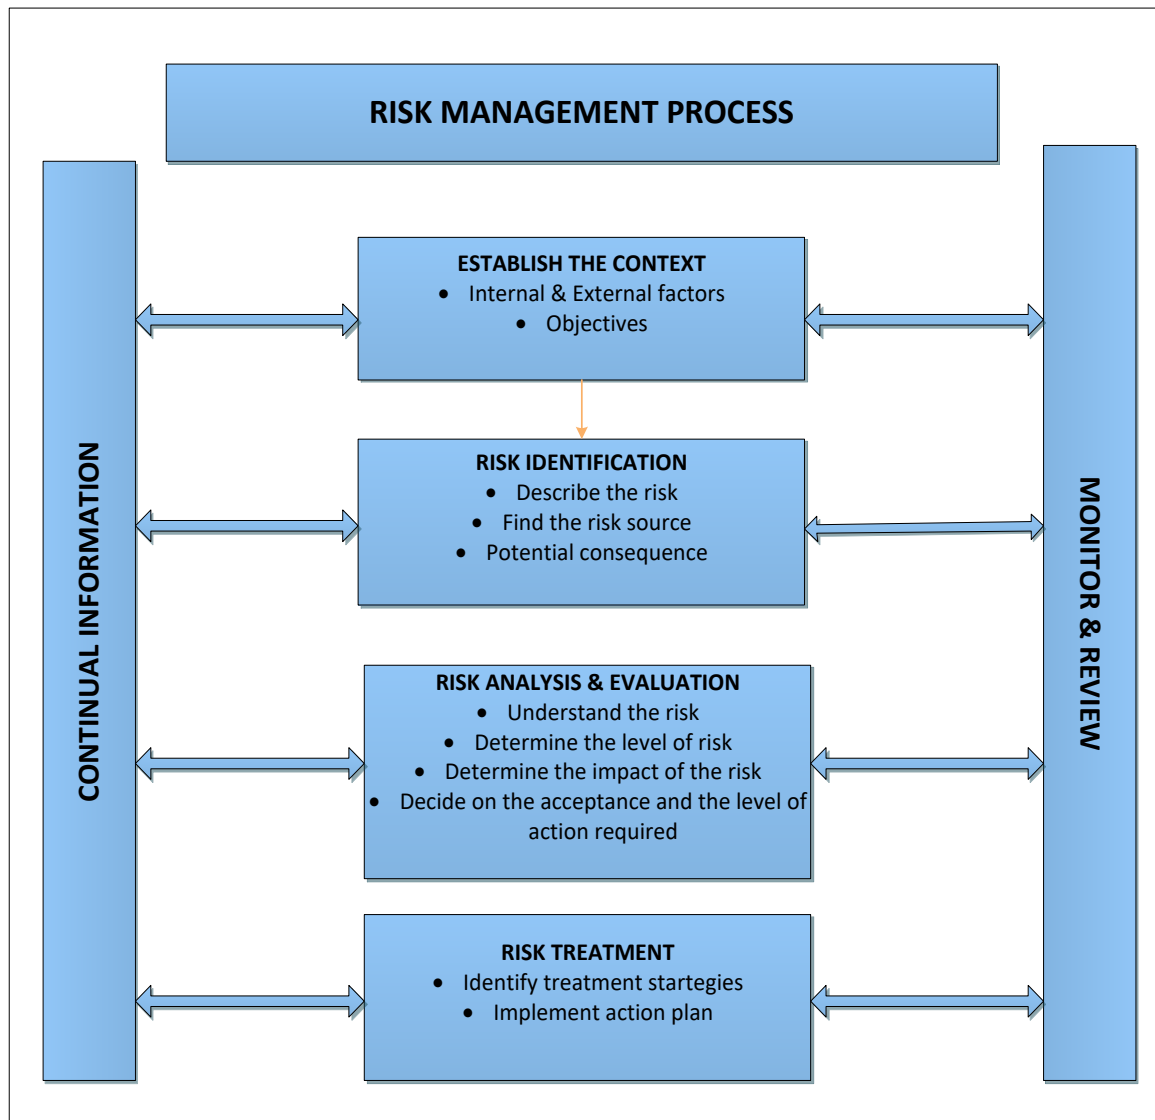 RISK MANAGEMENT PROCESS
CONTINUAL INFORMATION
ESTABLISH THE CONTEXT
• Internal & External factors
• Objectives
RISK IDENTIFICATION
• Describe the risk
• Find the risk source
• Potential consequence
RISK ANALYSIS & EVALUATION
• Understand the risk
• Determine the level of risk
• Determine the impact of the risk
• Decide on the acceptance and the level of
action required
RISK TREATMENT
• Identify treatment startegies
• Implement action plan
MONITOR & REVIEW